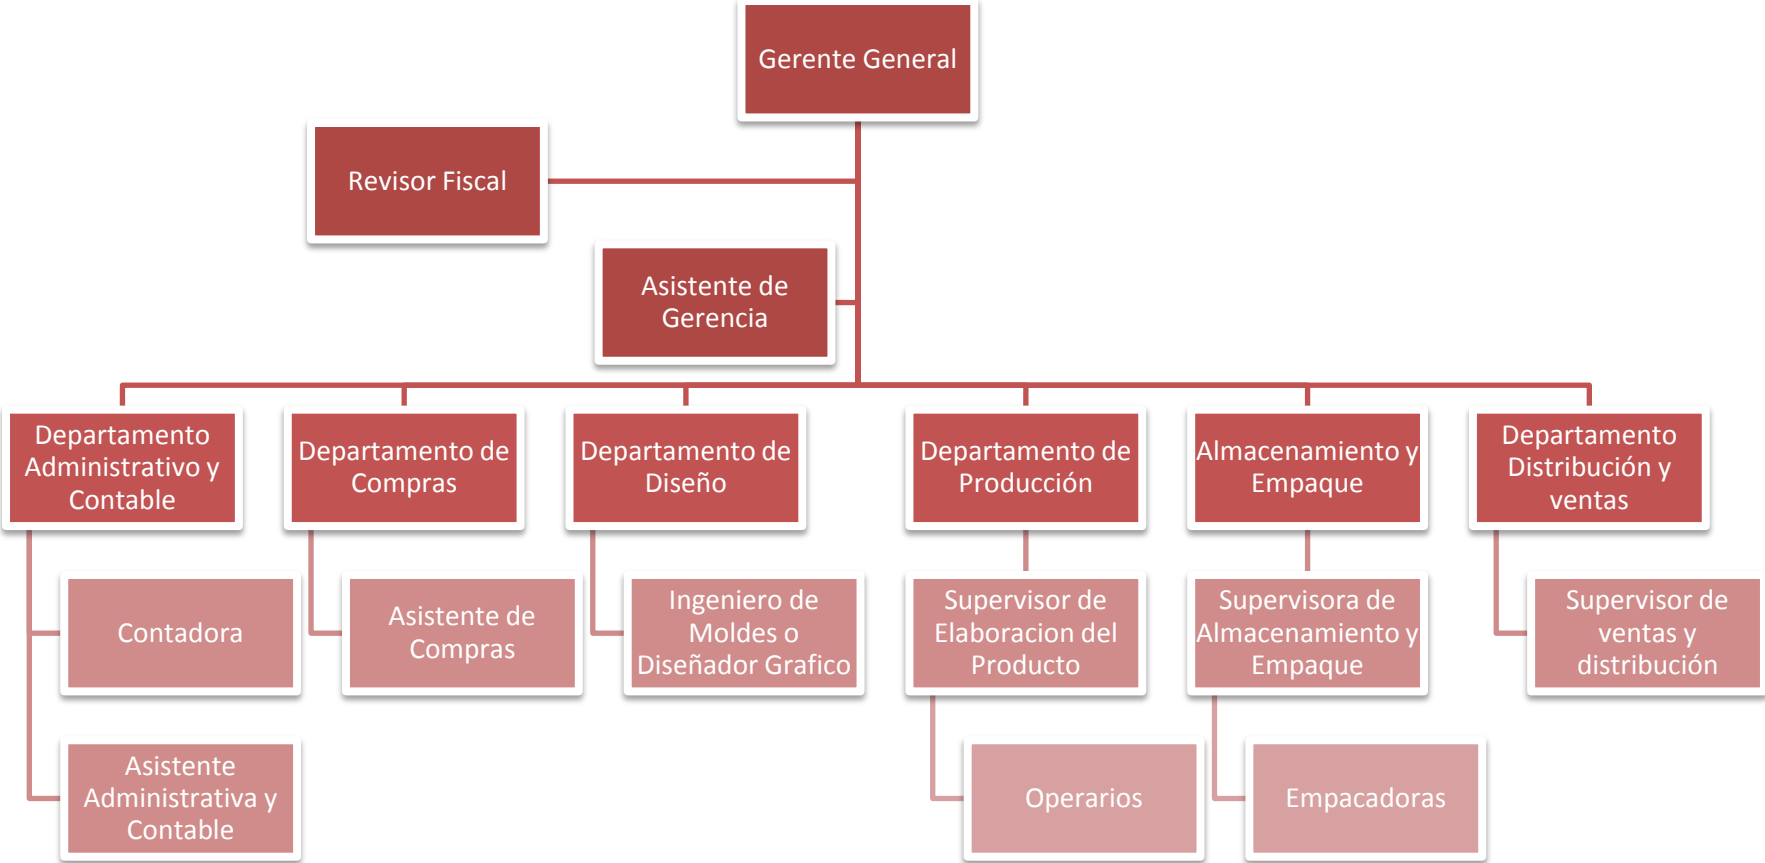 Gerente General
Revisor Fiscal
Asistente de
Gerencia
Departamento
Administrativo y
Contable
Departamento de
Compras
Departamento de
Diseño
Departamento de
Producción
Almacenamiento y
Empaque
Departamento
Distribución y
ventas
Contadora
Asistente de
Compras
Ingeniero de
Moldes o
Diseñador Grafico
Supervisor de
Elaboracion del
Producto
Supervisora de
Almacenamiento y
Empaque
Supervisor de
ventas y
distribución
Asistente
Administrativa y
Contable
Operarios
Empacadoras